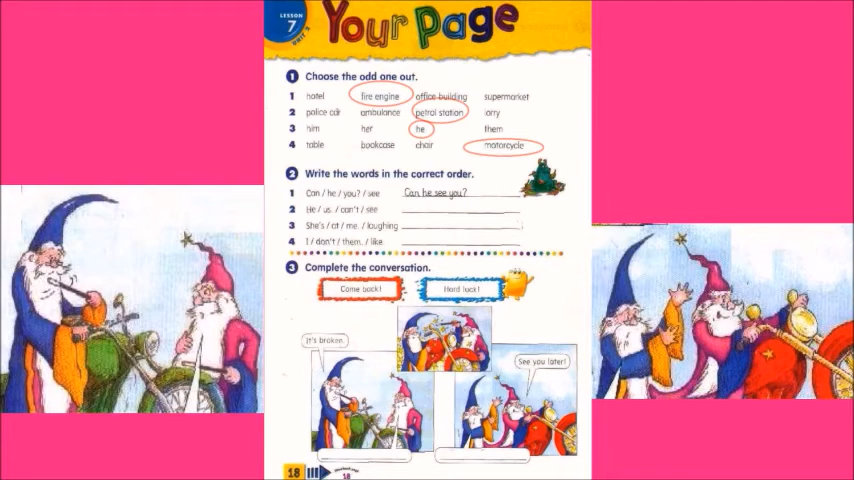 LESSON
7
UNIT 2
Your Page
1 Choose the odd one out.
1 hotel fire engine office building supermarket
2 police car ambulance petrol station lorry
3 him her he them
4 table bookcase chair motorcycle
2 Write the words in the correct order.
1 Can / he / you? / see Can he see you?
2 He / us. / can't / see
3 She's / at / me. / laughing
4 I / don't / them. / like
3 Complete the conversation.
Come back! Hard luck!
It's broken.
See you later!
18
18